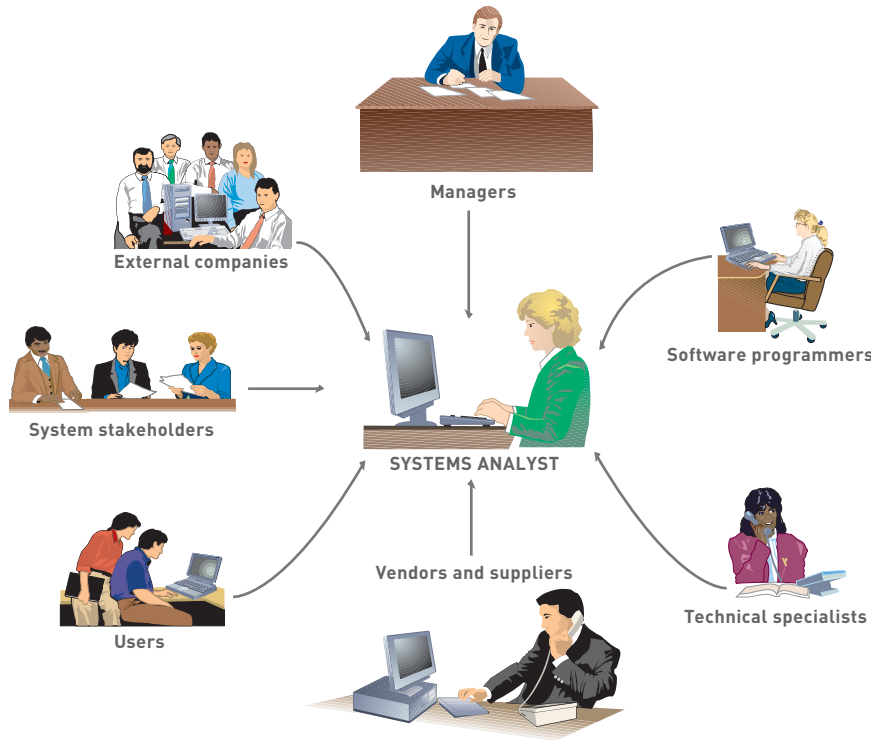 Managers
External companies
Software programmers
System stakeholders
SYSTEMS ANALYST
Vendors and suppliers
Technical specialists
Users